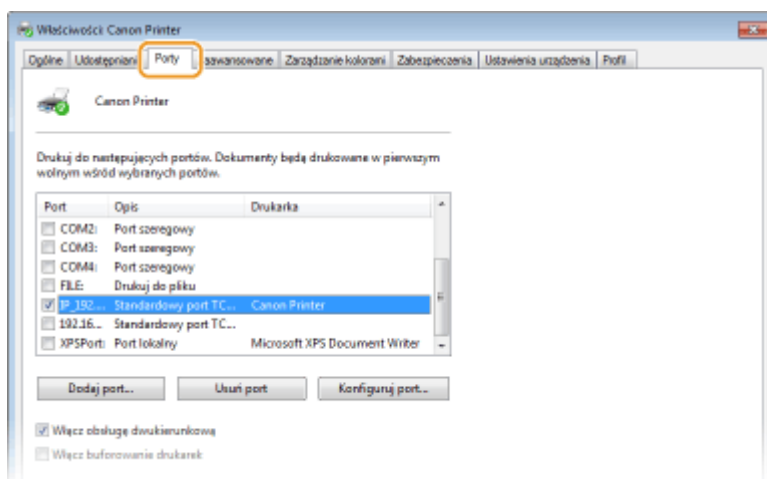 Właściwości: Canon Printer
Ogólne Udostępniani Porty aawansowane Zarządzanie kolorami Zabezpieczenia Ustawienia urządzenia Profil
Canon Printer
Drukuj do następujących portów. Dokumenty będą drukowane w pierwszym
wolnym wśród wybranych portów.
Port Opis Drukarka
COM2: Port szeregowy
COM3: Port szeregowy
COM4: Port szeregowy
FILE: Drukuj do pliku
IP_192... Standardowy port TC... Canon Printer
192.16... Standardowy port TC...
XPSPort: Port lokalny Microsoft XPS Document Writer
Dodaj port... Usuń port Konfiguruj port...
Włącz obsługę dwukierunkową
Włącz buforowanie drukarek